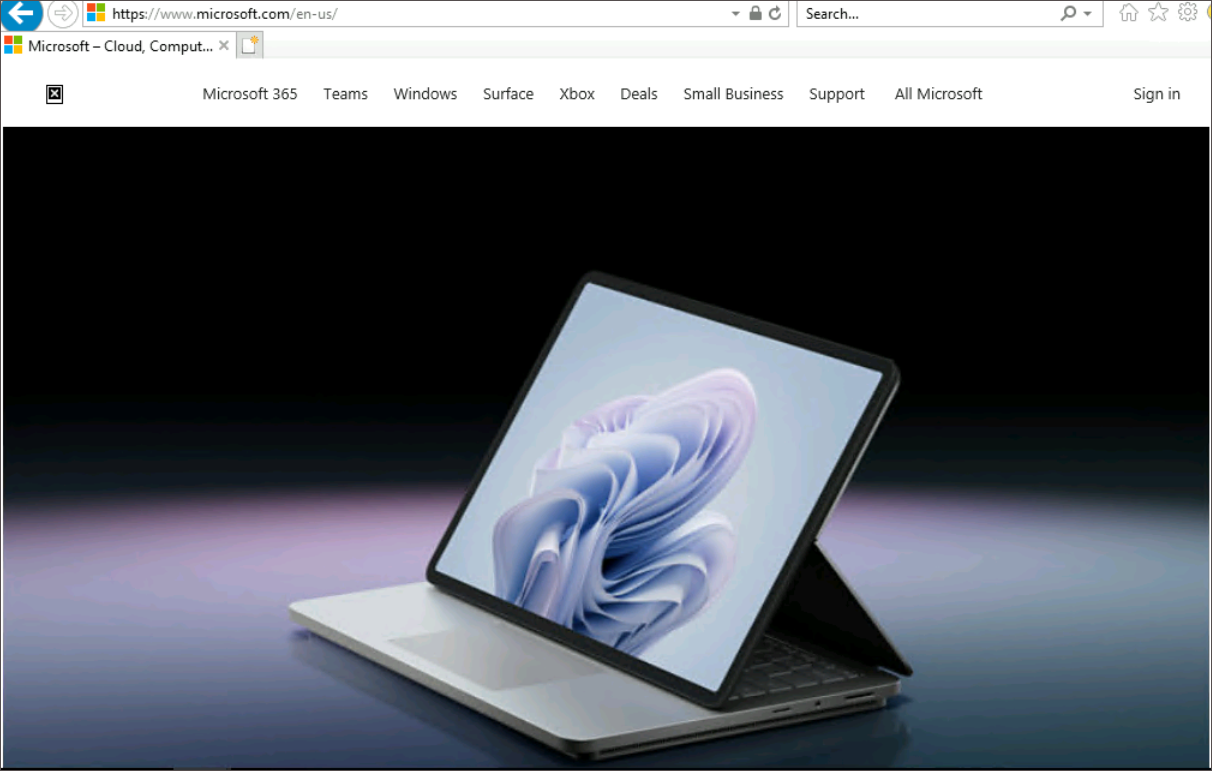 https://www.microsoft.com/en-us/
Search...
Microsoft – Cloud, Comput...
Microsoft 365 Teams Windows Surface Xbox Deals Small Business Support All Microsoft Sign in